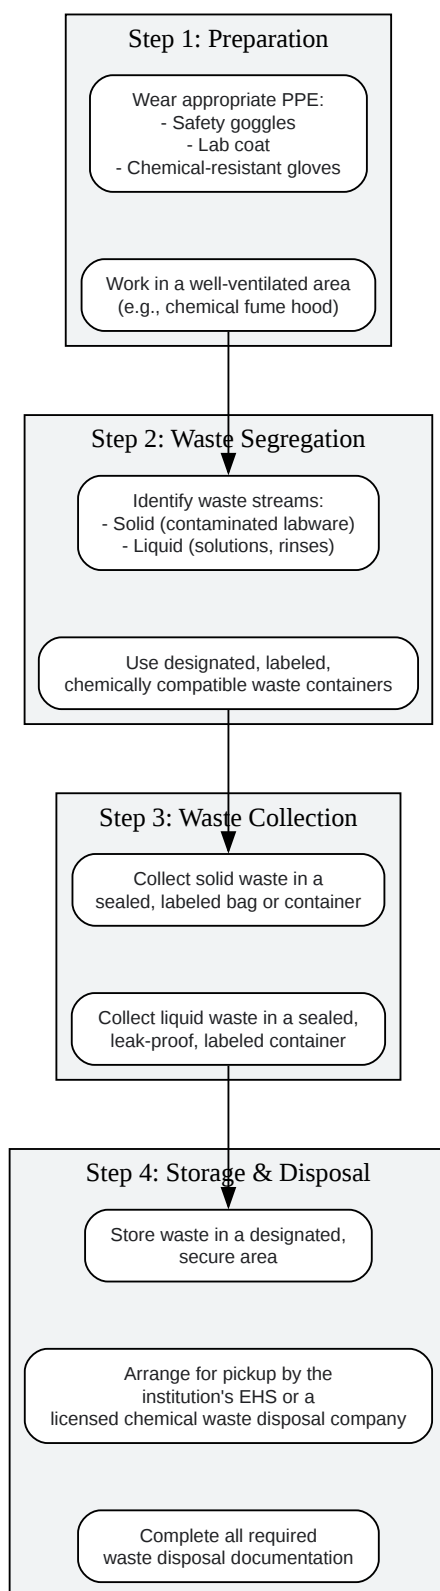 Step 1: Preparation
Wear appropriate PPE:
- Safety goggles
- Lab coat
- Chemical-resistant gloves
Work in a well-ventilated area
(e.g., chemical fume hood)
Step 2: Waste Segregation
Identify waste streams:
- Solid (contaminated labware)
- Liquid (solutions, rinses)
Use designated, labeled,
chemically compatible waste containers
Step 3: Waste Collection
Collect solid waste in a
sealed, labeled bag or container
Collect liquid waste in a sealed,
leak-proof, labeled container
Step 4: Storage & Disposal
Store waste in a designated,
secure area
Arrange for pickup by the
institution's EHS or a
licensed chemical waste disposal company
Complete all required
waste disposal documentation